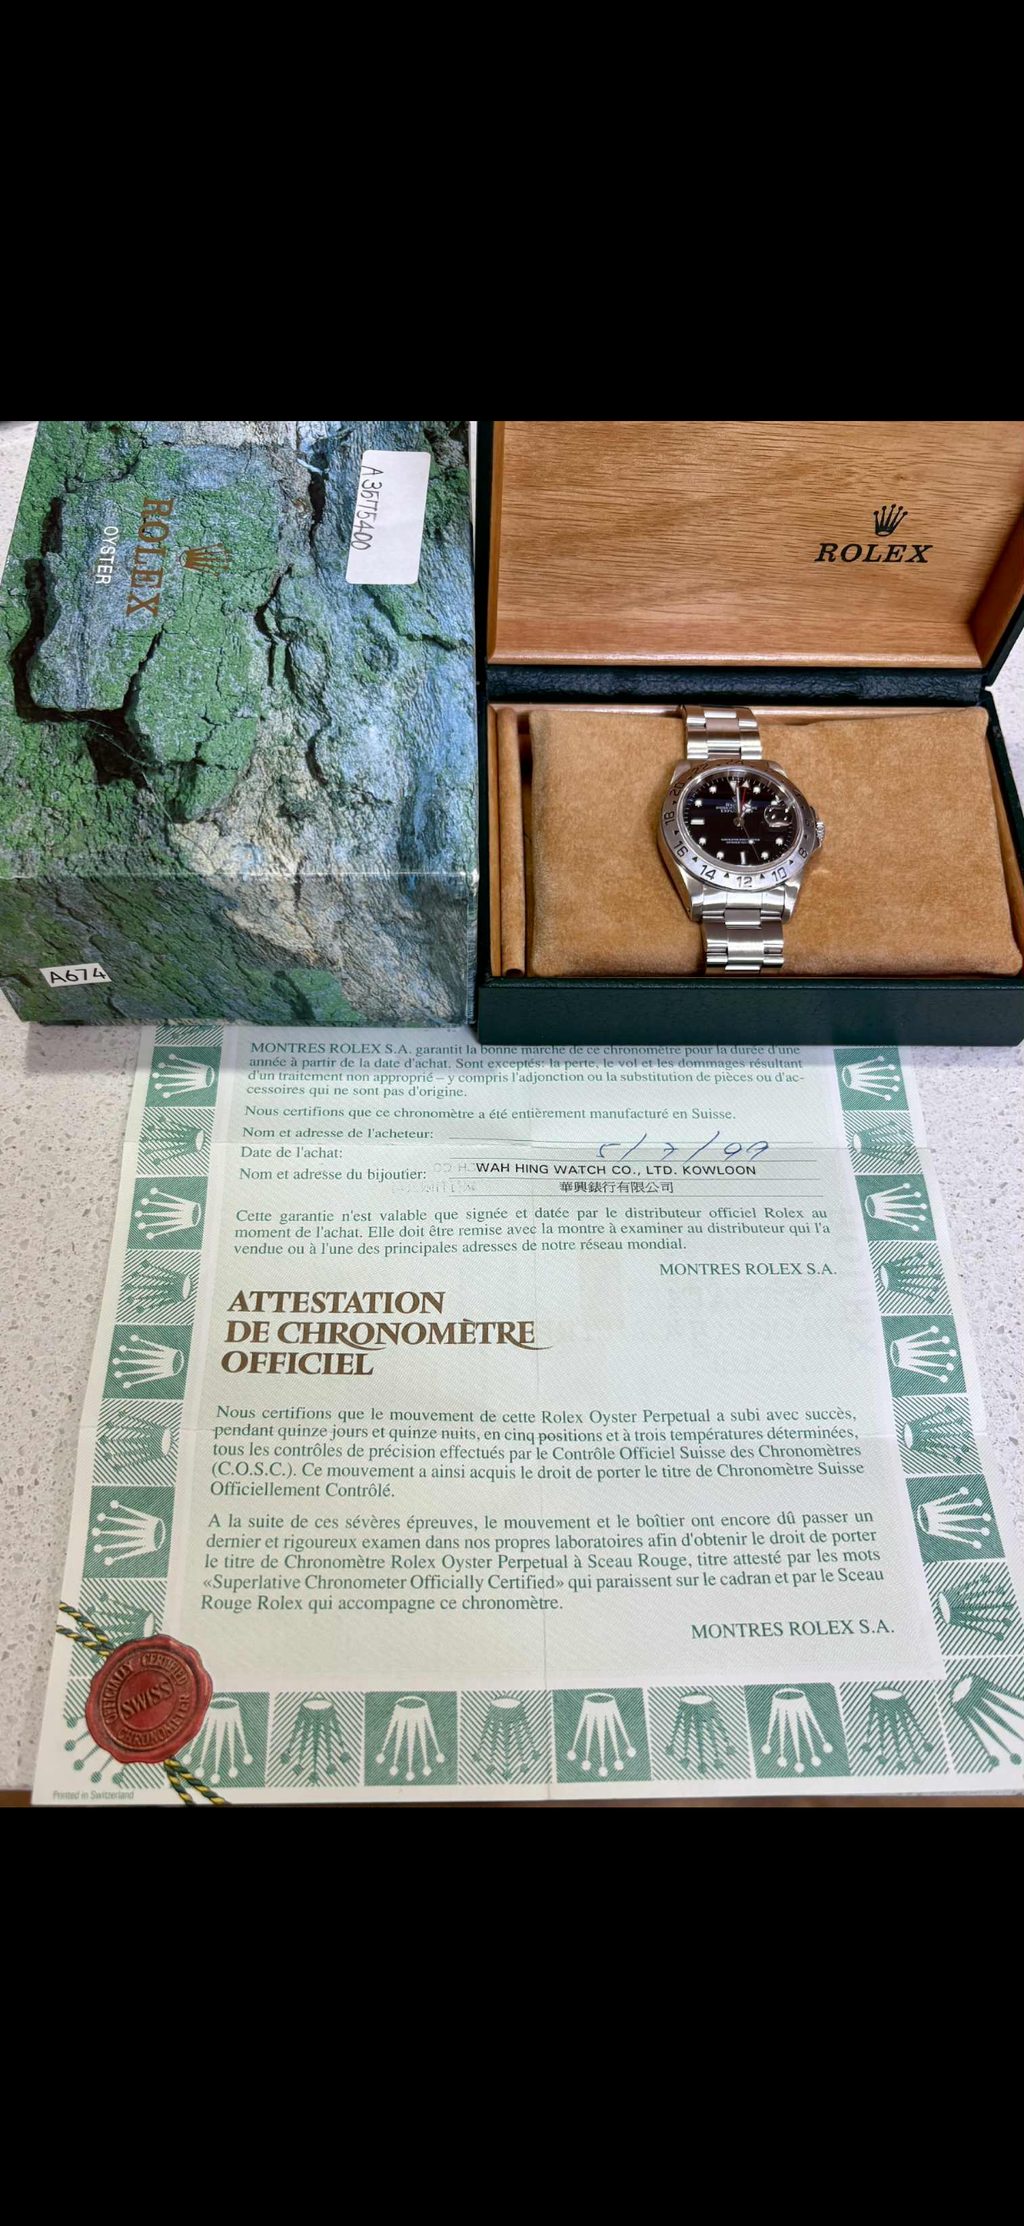 A3575400
ROLEX
OYSTER
A674
ROLEX
18
16
14
12
10
8
MONTRES ROLEX S.A. garantit la bonne marche de ce chronomètre pour la durée d'une
année à partir de la date d'achat. Sont exceptés: la perte, le vol et les dommages résultant
d'un traitement non approprié – y compris l'adjonction ou la substitution de pièces ou d'ac-
cessoires qui ne sont pas d'origine.
Nous certifions que ce chronomètre a été entièrement manufacturé en Suisse.
Nom et adresse de l'acheteur:
Date de l'achat: 5/7/99
Nom et adresse du bijoutier: WAH HING WATCH CO., LTD. KOWLOON
華興錶行有限公司
Cette garantie n'est valable que signée et datée par le distributeur officiel Rolex au
moment de l'achat. Elle doit être remise avec la montre à examiner au distributeur qui l'a
vendue ou à l'une des principales adresses de notre réseau mondial.
MONTRES ROLEX S.A.
ATTESTATION
DE CHRONOMÈTRE
OFFICIEL
Nous certifions que le mouvement de cette Rolex Oyster Perpetual a subi avec succès,
pendant quinze jours et quinze nuits, en cinq positions et à trois températures déterminées,
tous les contrôles de précision effectués par le Contrôle Officiel Suisse des Chronomètres
(C.O.S.C.). Ce mouvement a ainsi acquis le droit de porter le titre de Chronomètre Suisse
Officiellement Contrôlé.
A la suite de ces sévères épreuves, le mouvement et le boîtier ont encore dû passer un
dernier et rigoureux examen dans nos propres laboratoires afin d'obtenir le droit de porter
le titre de Chronomètre Rolex Oyster Perpetual à Sceau Rouge, titre attesté par les mots
«Superlative Chronometer Officially Certified» qui paraissent sur le cadran et par le Sceau
Rouge Rolex qui accompagne ce chronomètre.
MONTRES ROLEX S.A.
OFFICIALLY CERTIFIED
SWISS
CHRONOMETER
Printed in Switzerland